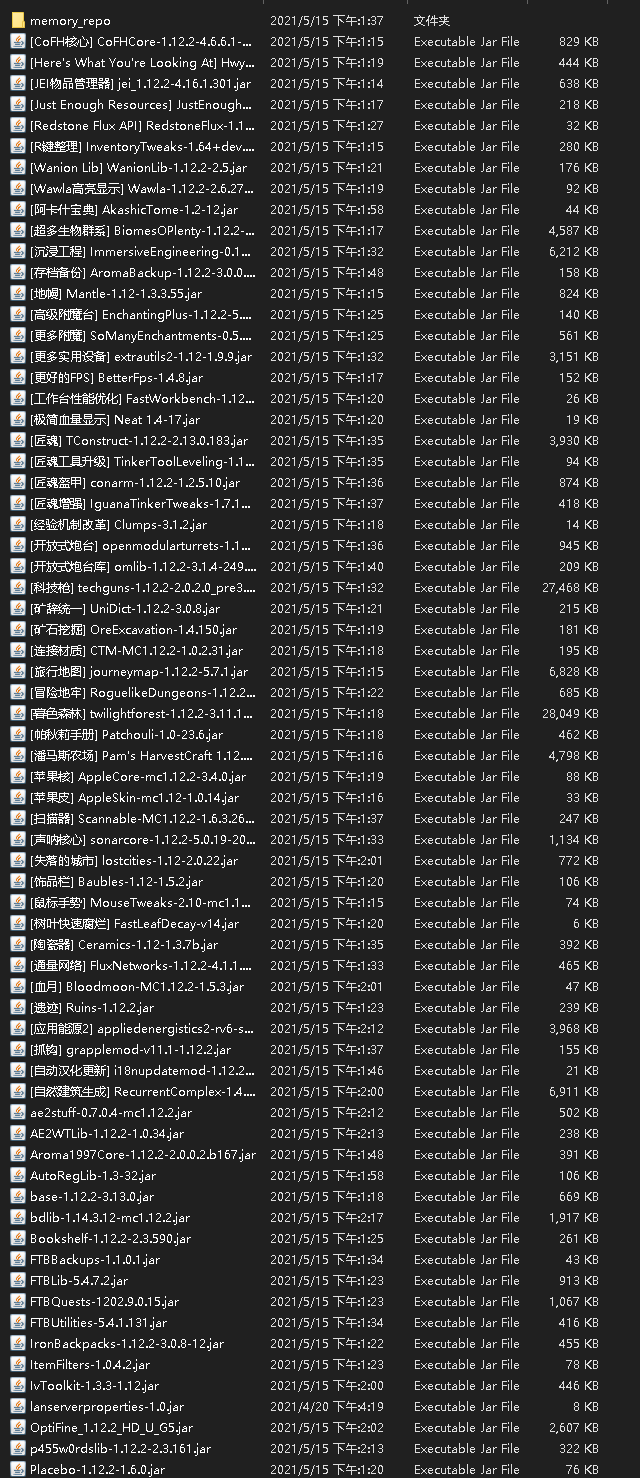 memory_repo 2021/5/15 下午:1:37 文件夹
[CoFH核心] CoFHCore-1.12.2-4.6.6.1-... 2021/5/15 下午:1:15 Executable Jar File 829 KB
[Here's What You're Looking At] Hwy... 2021/5/15 下午:1:19 Executable Jar File 444 KB
[JEI物品管理器] jei_1.12.2-4.16.1.301.jar 2021/5/15 下午:1:14 Executable Jar File 638 KB
[Just Enough Resources] JustEnough... 2021/5/15 下午:1:17 Executable Jar File 218 KB
[Redstone Flux API] RedstoneFlux-1.1... 2021/5/15 下午:1:27 Executable Jar File 32 KB
[R键整理] InventoryTweaks-1.64+dev.... 2021/5/15 下午:1:15 Executable Jar File 280 KB
[Wanion Lib] WanionLib-1.12.2-2.5.jar 2021/5/15 下午:1:21 Executable Jar File 176 KB
[Wawla高亮显示] Wawla-1.12.2-2.6.27... 2021/5/15 下午:1:19 Executable Jar File 92 KB
[阿卡什宝典] AkashicTome-1.2-12.jar 2021/5/15 下午:1:58 Executable Jar File 44 KB
[超多生物群系] BiomesOPlenty-1.12.2-... 2021/5/15 下午:1:17 Executable Jar File 4,587 KB
[沉浸工程] ImmersiveEngineering-0.1... 2021/5/15 下午:1:32 Executable Jar File 6,212 KB
[存档备份] AromaBackup-1.12.2-3.0.0.... 2021/5/15 下午:1:48 Executable Jar File 158 KB
[地幔] Mantle-1.12-1.3.3.55.jar 2021/5/15 下午:1:15 Executable Jar File 824 KB
[高级附魔台] EnchantingPlus-1.12.2-5.... 2021/5/15 下午:1:25 Executable Jar File 140 KB
[更多附魔] SoManyEnchantments-0.5.... 2021/5/15 下午:1:25 Executable Jar File 561 KB
[更多实用设备] extrautils2-1.12-1.9.9.jar 2021/5/15 下午:1:32 Executable Jar File 3,151 KB
[更好的FPS] BetterFps-1.4.8.jar 2021/5/15 下午:1:17 Executable Jar File 152 KB
[工作台性能优化] FastWorkbench-1.12... 2021/5/15 下午:1:20 Executable Jar File 26 KB
[极简血量显示] Neat 1.4-17.jar 2021/5/15 下午:1:20 Executable Jar File 19 KB
[匠魂] TConstruct-1.12.2-2.13.0.183.jar 2021/5/15 下午:1:35 Executable Jar File 3,930 KB
[匠魂工具升级] TinkerToolLeveling-1.1... 2021/5/15 下午:1:35 Executable Jar File 94 KB
[匠魂盔甲] conarm-1.12.2-1.2.5.10.jar 2021/5/15 下午:1:36 Executable Jar File 874 KB
[匠魂增强] IguanaTinkerTweaks-1.7.1... 2021/5/15 下午:1:37 Executable Jar File 418 KB
[经验机制改革] Clumps-3.1.2.jar 2021/5/15 下午:1:18 Executable Jar File 14 KB
[开放式炮台] openmodularturrets-1.1... 2021/5/15 下午:1:36 Executable Jar File 945 KB
[开放式炮台库] omlib-1.12.2-3.1.4-249.... 2021/5/15 下午:1:40 Executable Jar File 209 KB
[科技枪] techguns-1.12.2-2.0.2.0_pre3.... 2021/5/15 下午:1:32 Executable Jar File 27,468 KB
[矿辞统一] UniDict-1.12.2-3.0.8.jar 2021/5/15 下午:1:21 Executable Jar File 215 KB
[矿石挖掘] OreExcavation-1.4.150.jar 2021/5/15 下午:1:19 Executable Jar File 181 KB
[连接材质] CTM-MC1.12.2-1.0.2.31.jar 2021/5/15 下午:1:18 Executable Jar File 195 KB
[旅行地图] journeymap-1.12.2-5.7.1.jar 2021/5/15 下午:1:15 Executable Jar File 6,828 KB
[冒险地牢] RoguelikeDungeons-1.12.2... 2021/5/15 下午:1:22 Executable Jar File 685 KB
[暮色森林] twilightforest-1.12.2-3.11.1... 2021/5/15 下午:1:18 Executable Jar File 28,049 KB
[帕秋莉手册] Patchouli-1.0-23.6.jar 2021/5/15 下午:1:18 Executable Jar File 462 KB
[潘马斯农场] Pam's HarvestCraft 1.12.... 2021/5/15 下午:1:16 Executable Jar File 4,798 KB
[苹果核] AppleCore-mc1.12.2-3.4.0.jar 2021/5/15 下午:1:19 Executable Jar File 88 KB
[苹果皮] AppleSkin-mc1.12-1.0.14.jar 2021/5/15 下午:1:16 Executable Jar File 33 KB
[扫描器] Scannable-MC1.12.2-1.6.3.26... 2021/5/15 下午:1:37 Executable Jar File 247 KB
[声呐核心] sonarcore-1.12.2-5.0.19-20... 2021/5/15 下午:1:33 Executable Jar File 1,134 KB
[失落的城市] lostcities-1.12-2.0.22.jar 2021/5/15 下午:2:01 Executable Jar File 772 KB
[饰品栏] Baubles-1.12-1.5.2.jar 2021/5/15 下午:1:20 Executable Jar File 106 KB
[鼠标手势] MouseTweaks-2.10-mc1.1... 2021/5/15 下午:1:15 Executable Jar File 74 KB
[树叶快速腐烂] FastLeafDecay-v14.jar 2021/5/15 下午:1:20 Executable Jar File 6 KB
[陶瓷器] Ceramics-1.12-1.3.7b.jar 2021/5/15 下午:1:35 Executable Jar File 392 KB
[通量网络] FluxNetworks-1.12.2-4.1.1.... 2021/5/15 下午:1:33 Executable Jar File 465 KB
[血月] Bloodmoon-MC1.12.2-1.5.3.jar 2021/5/15 下午:2:01 Executable Jar File 47 KB
[遗迹] Ruins-1.12.2.jar 2021/5/15 下午:1:23 Executable Jar File 239 KB
[应用能源2] appliedenergistics2-rv6-s... 2021/5/15 下午:2:12 Executable Jar File 3,968 KB
[抓钩] grapplemod-v11.1-1.12.2.jar 2021/5/15 下午:1:37 Executable Jar File 155 KB
[自动汉化更新] i18nupdatemod-1.12.2... 2021/5/15 下午:1:46 Executable Jar File 21 KB
[自然建筑生成] RecurrentComplex-1.4.... 2021/5/15 下午:2:00 Executable Jar File 6,911 KB
ae2stuff-0.7.0.4-mc1.12.2.jar 2021/5/15 下午:2:12 Executable Jar File 502 KB
AE2WTLib-1.12.2-1.0.34.jar 2021/5/15 下午:2:13 Executable Jar File 238 KB
Aroma1997Core-1.12.2-2.0.0.2.b167.jar 2021/5/15 下午:1:48 Executable Jar File 391 KB
AutoRegLib-1.3-32.jar 2021/5/15 下午:1:58 Executable Jar File 106 KB
base-1.12.2-3.13.0.jar 2021/5/15 下午:1:18 Executable Jar File 669 KB
bdlib-1.14.3.12-mc1.12.2.jar 2021/5/15 下午:2:17 Executable Jar File 1,917 KB
Bookshelf-1.12.2-2.3.590.jar 2021/5/15 下午:1:25 Executable Jar File 261 KB
FTBBackups-1.1.0.1.jar 2021/5/15 下午:1:34 Executable Jar File 43 KB
FTBLib-5.4.7.2.jar 2021/5/15 下午:1:23 Executable Jar File 913 KB
FTBQuests-1202.9.0.15.jar 2021/5/15 下午:1:23 Executable Jar File 1,067 KB
FTBUtilities-5.4.1.131.jar 2021/5/15 下午:1:34 Executable Jar File 416 KB
IronBackpacks-1.12.2-3.0.8-12.jar 2021/5/15 下午:1:22 Executable Jar File 455 KB
ItemFilters-1.0.4.2.jar 2021/5/15 下午:1:23 Executable Jar File 78 KB
IvToolkit-1.3.3-1.12.jar 2021/5/15 下午:2:00 Executable Jar File 446 KB
lanserverproperties-1.0.jar 2021/4/20 下午:4:19 Executable Jar File 8 KB
OptiFine_1.12.2_HD_U_G5.jar 2021/5/15 下午:2:02 Executable Jar File 2,607 KB
p455w0rdslib-1.12.2-2.3.161.jar 2021/5/15 下午:2:13 Executable Jar File 322 KB
Placebo-1.12.2-1.6.0.jar 2021/5/15 下午:1:20 Executable Jar File 76 KB